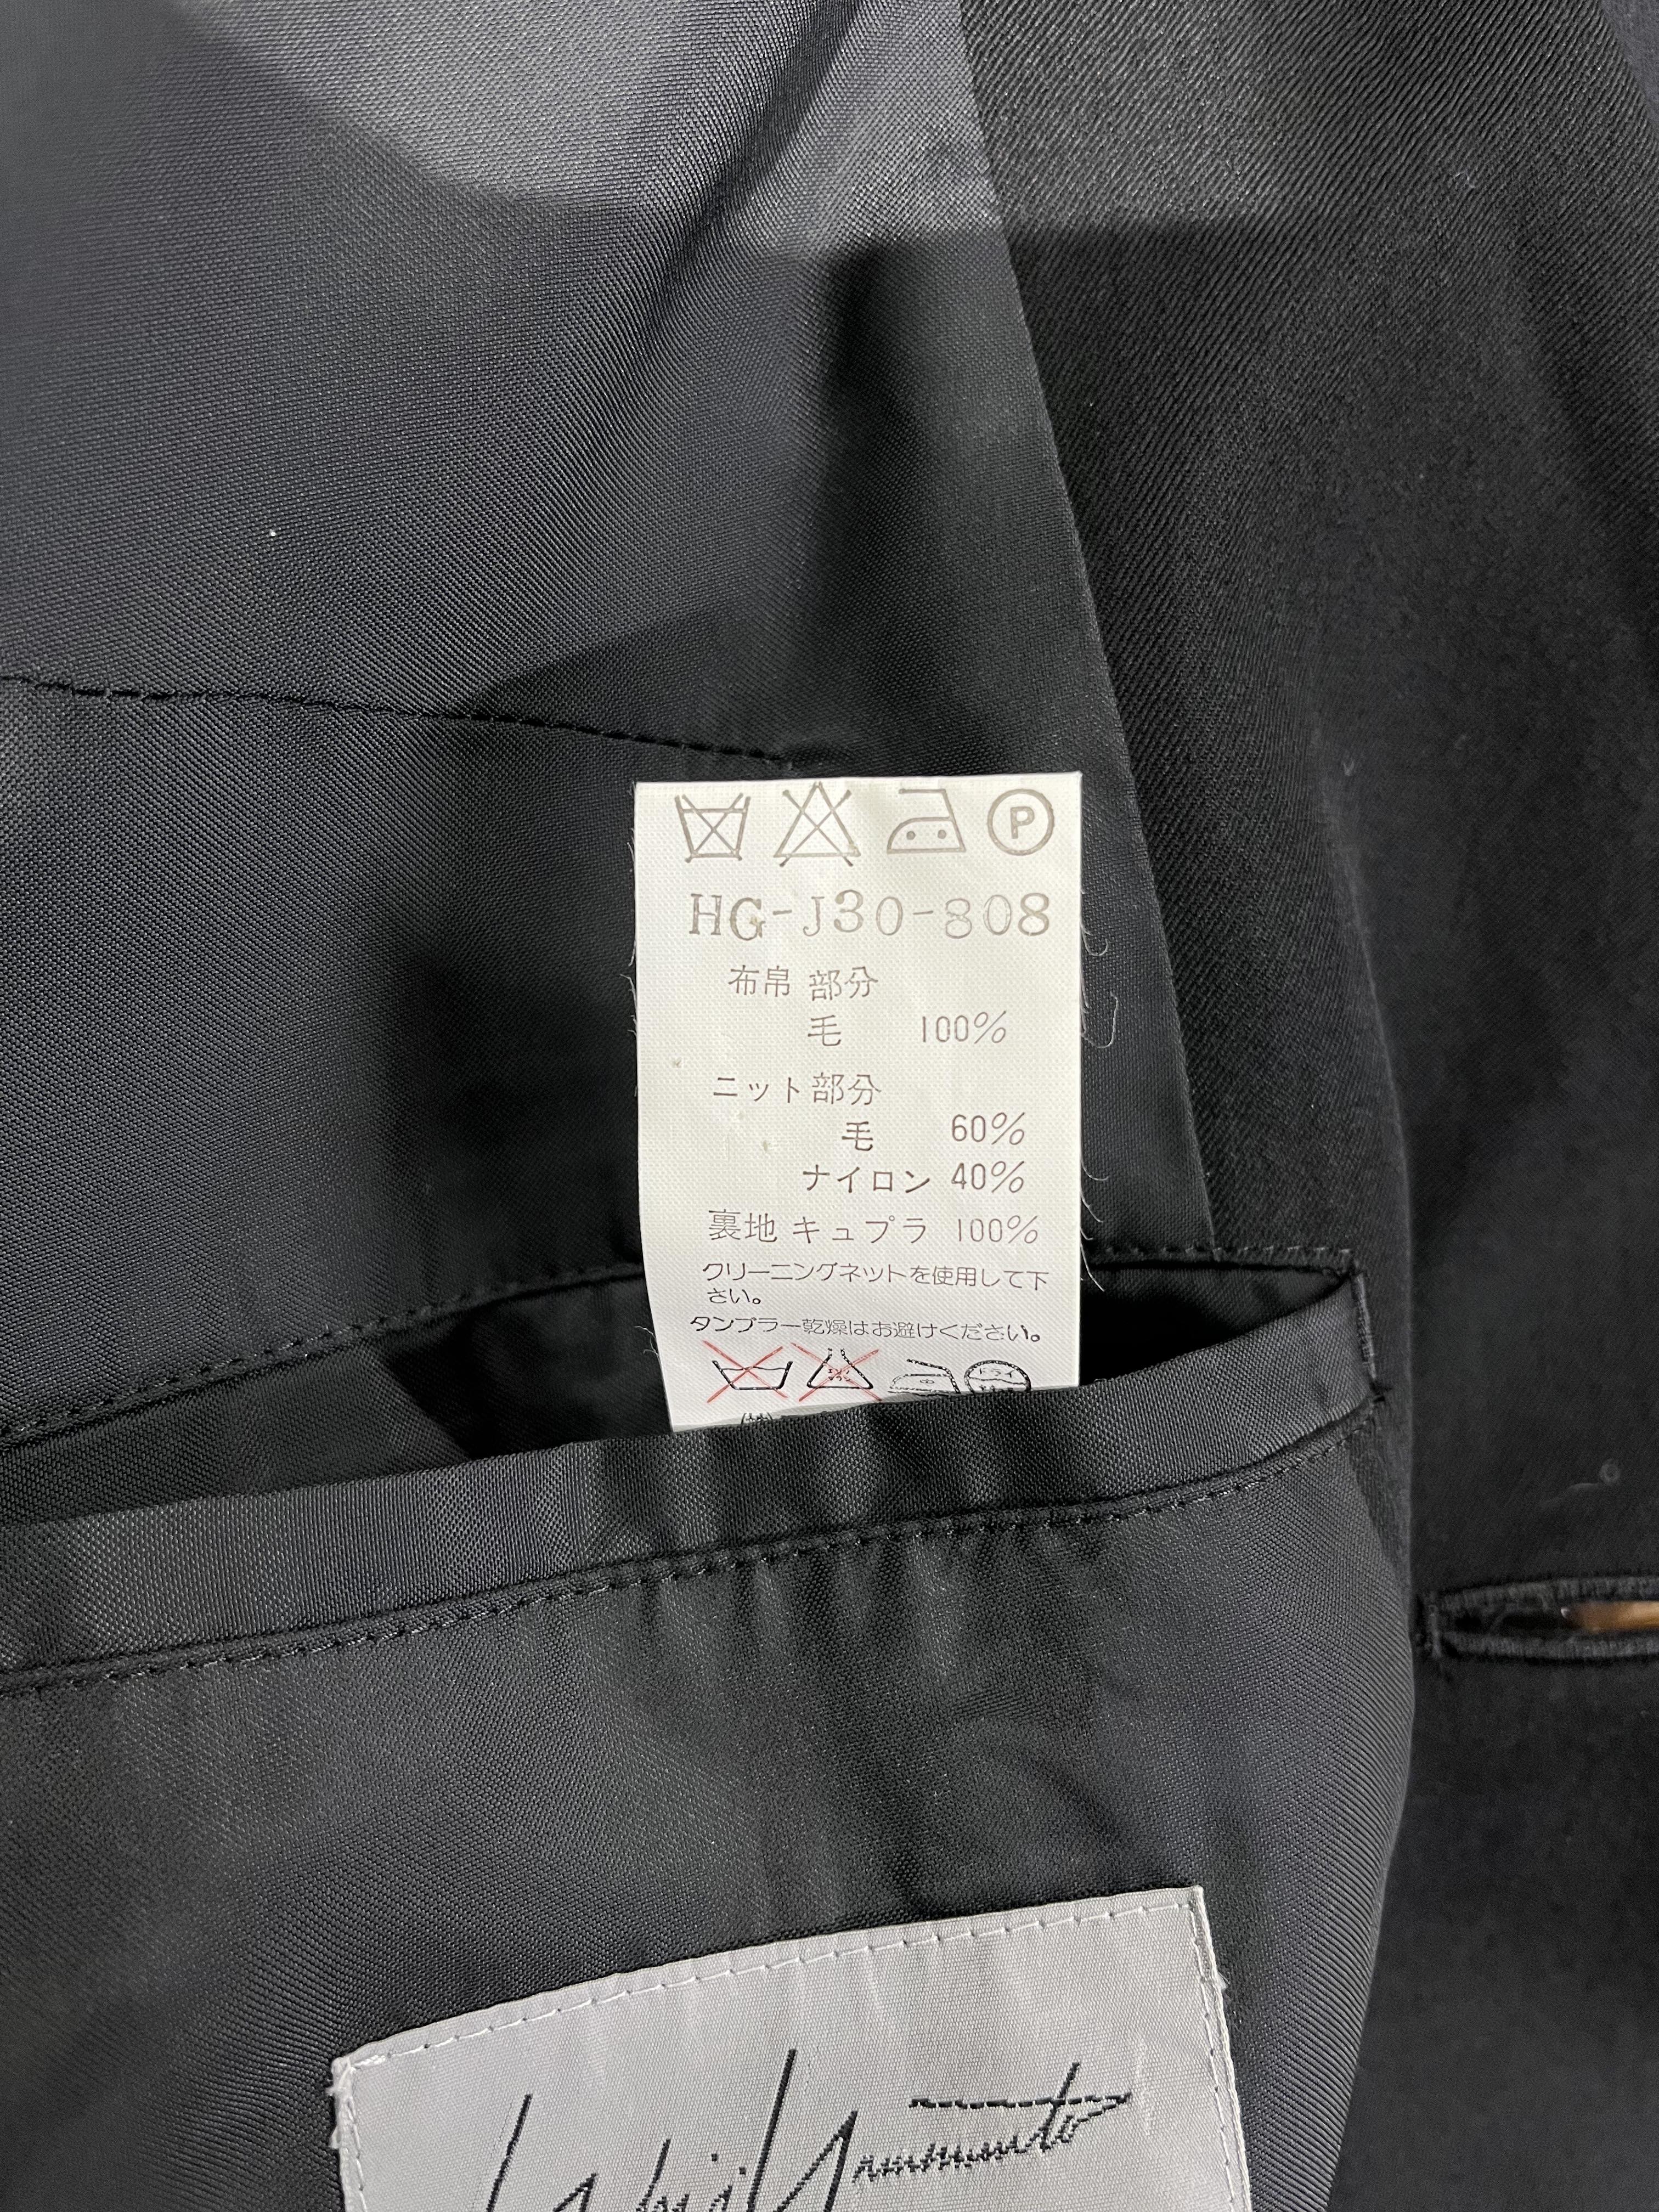 P
HG-J30-808
布帛 部分
毛 100%
ニット部分
毛 60%
ナイロン 40%
裏地 キュプラ 100%
クリーニングネットを使用して下
さい。
タンブラー乾燥はお避けください。
Yohji Yamamoto